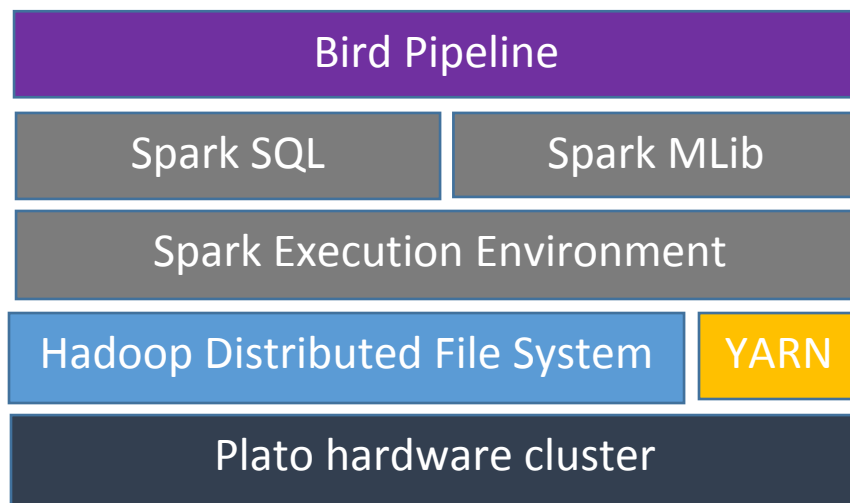 Bird Pipeline
Spark SQL
Spark MLib
Spark Execution Environment
Hadoop Distributed File System
YARN
Plato hardware cluster